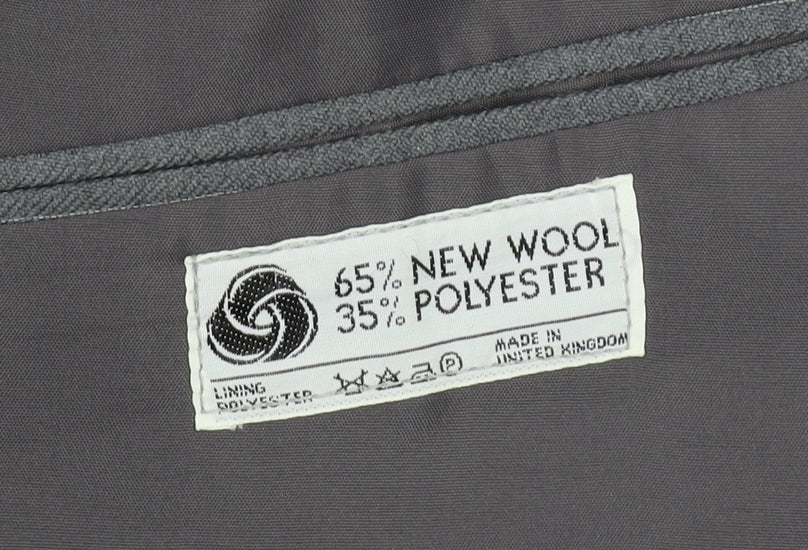 65% NEW WOOL
35% POLYESTER
LINING
POLYESTER
P
MADE IN
UNITED KINGDOM